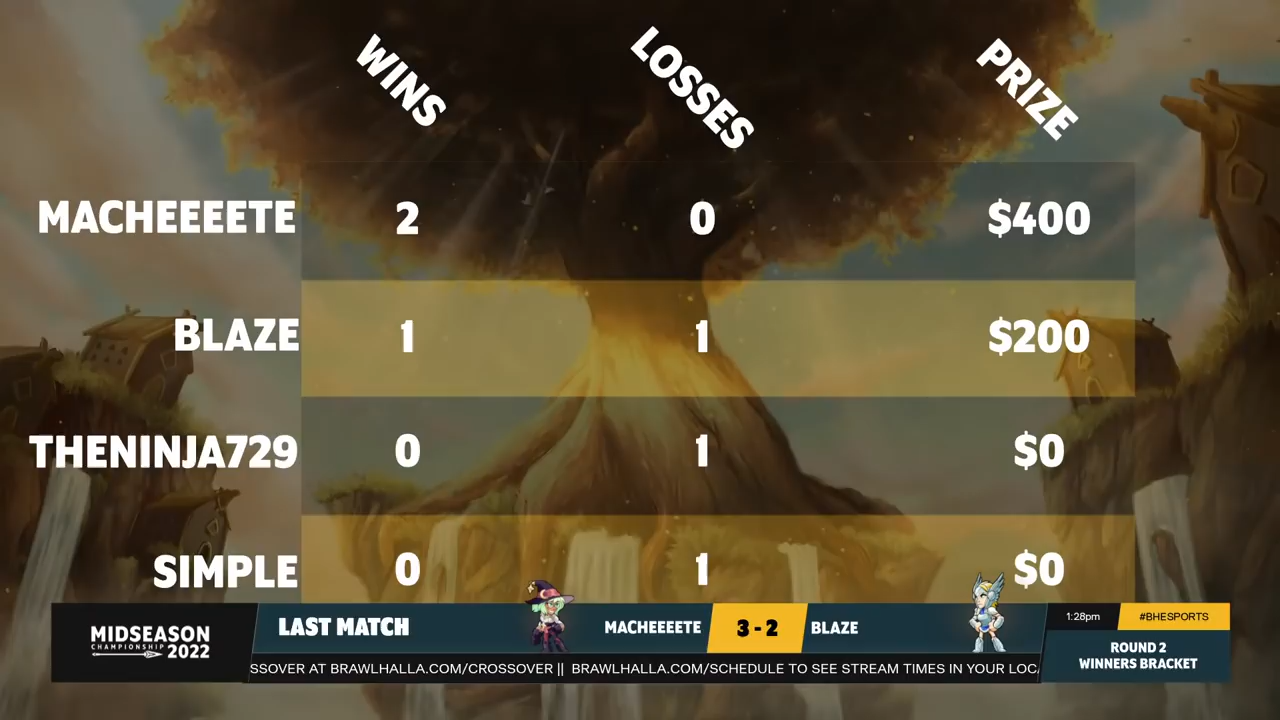 WINS LOSSES PRIZE
MACHEEEETE 2 0 $400
BLAZE 1 1 $200
THENINJA729 0 1 $0
SIMPLE 0 1 $0
MIDSEASON
CHAMPIONSHIP 2022
LAST MATCH MACHEEEETE 3 - 2 BLAZE
1:28pm #BHESPORTS
ROUND 2
WINNERS BRACKET
SSOVER AT BRAWLHALLA.COM/CROSSOVER || BRAWLHALLA.COM/SCHEDULE TO SEE STREAM TIMES IN YOUR LOCA